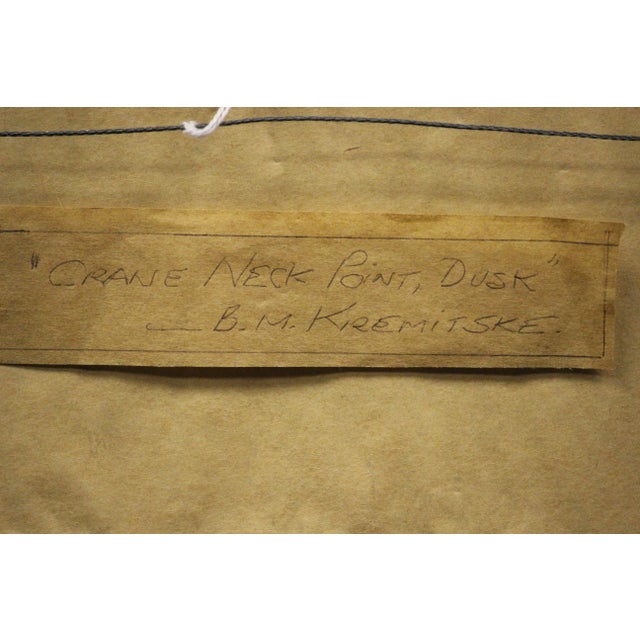 "Crane Neck Point, Dusk"
— B.M. Kremitske.